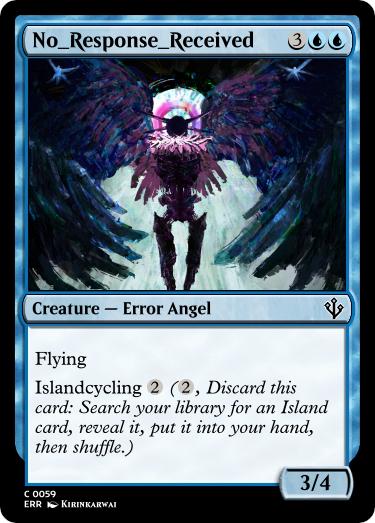 No_Response_Received 3
Creature — Error Angel
Flying
Islandcycling 2 (2, Discard this
card: Search your library for an Island
card, reveal it, put it into your hand,
then shuffle.)
3/4
C 0059
ERR KIRINKARWAI